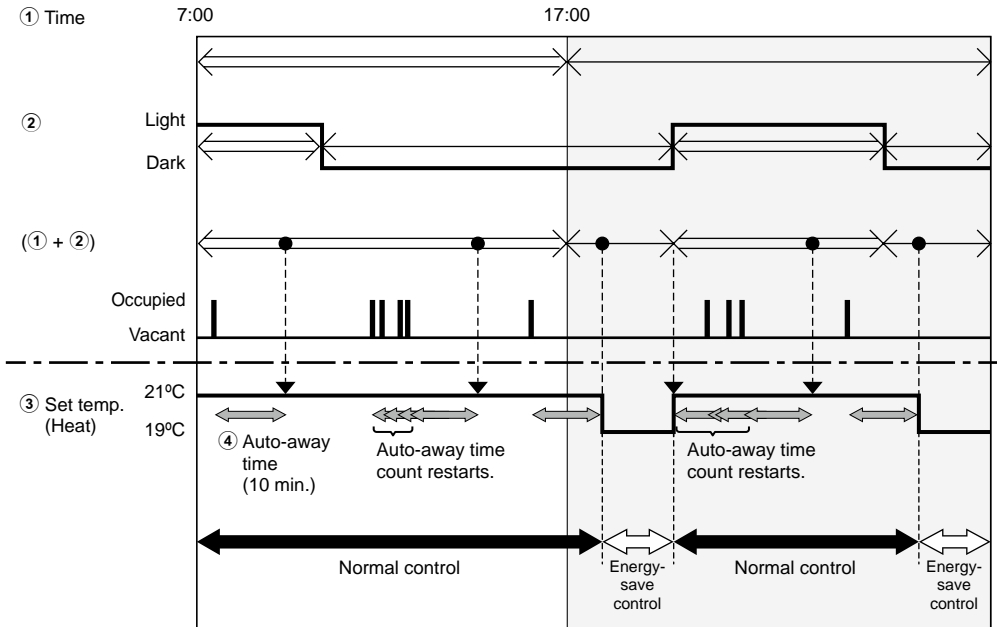 ① Time
7:00
17:00
②
Light
Dark
(① + ②)
Occupied
Vacant
③ Set temp.
(Heat)
21ºC
19ºC
④ Auto-away
time
(10 min.)
Auto-away time
count restarts.
Auto-away time
count restarts.
Normal control
Energy-
save
control
Normal control
Energy-
save
control